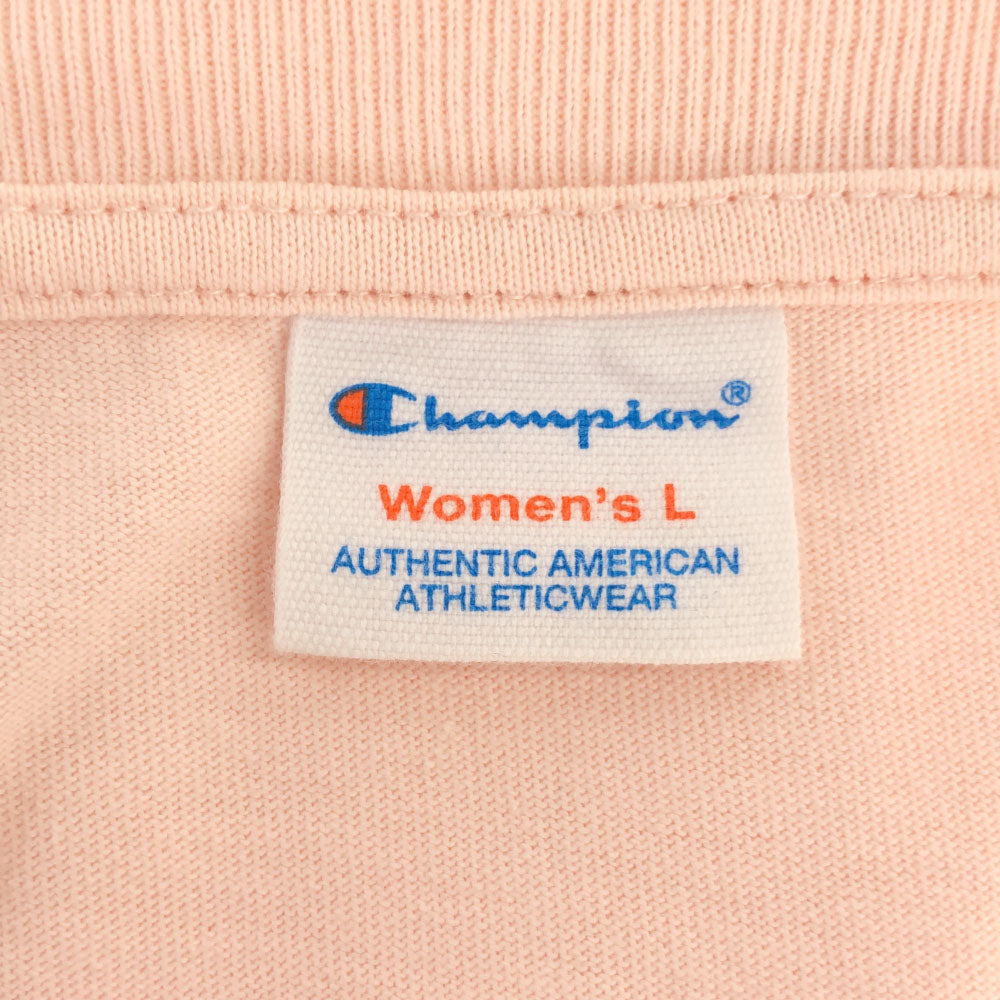 Champion®
Women's L
AUTHENTIC AMERICAN
ATHLETICWEAR